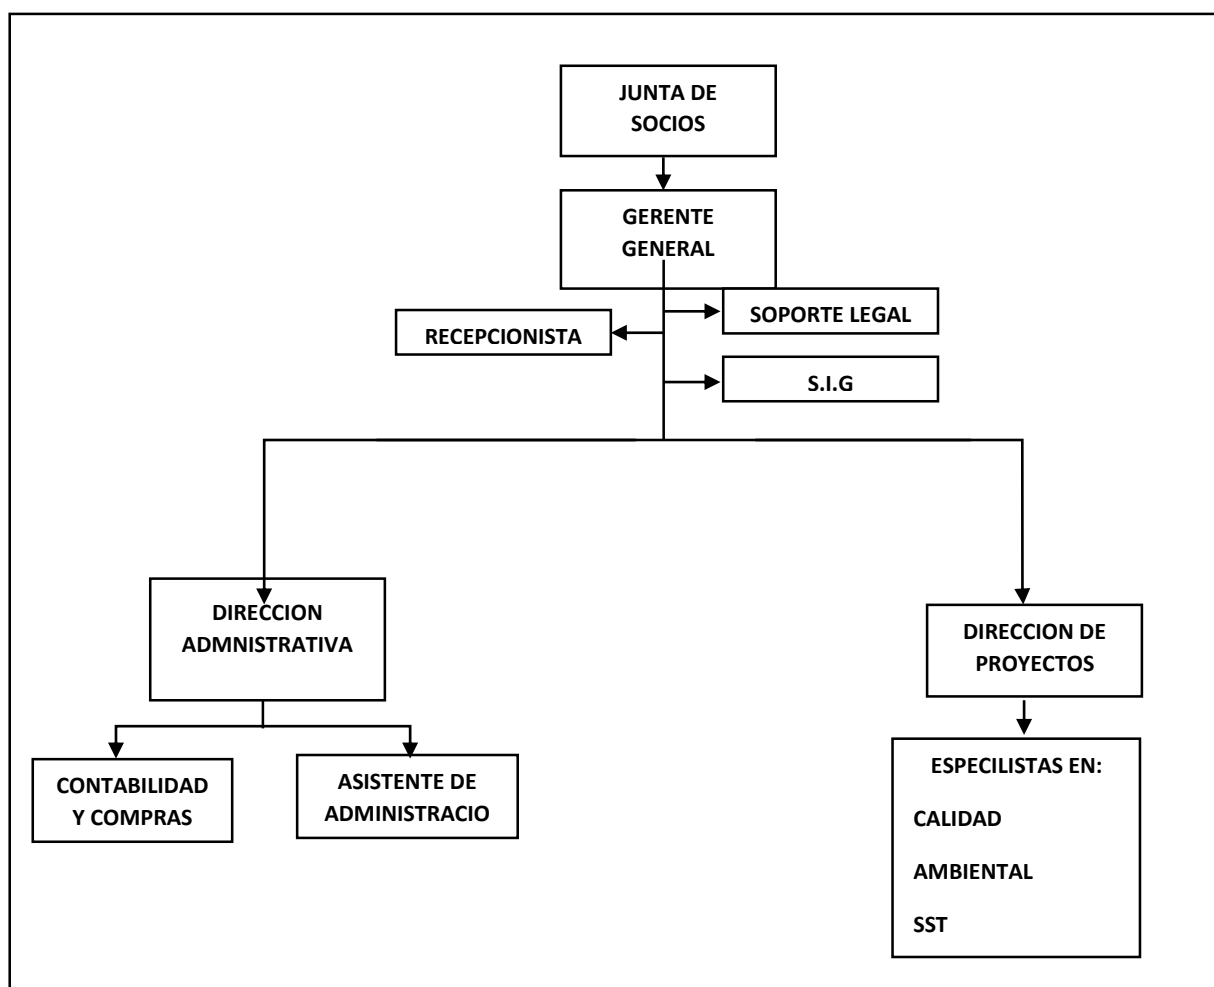 JUNTA DE
SOCIOS
GERENTE
GENERAL
SOPORTE LEGAL
RECEPCIONISTA
S.I.G
DIRECCION
ADMNISTRATIVA
DIRECCION DE
PROYECTOS
CONTABILIDAD
Y COMPRAS
ASISTENTE DE
ADMINISTRACIO
ESPECILISTAS EN:
CALIDAD
AMBIENTAL
SST